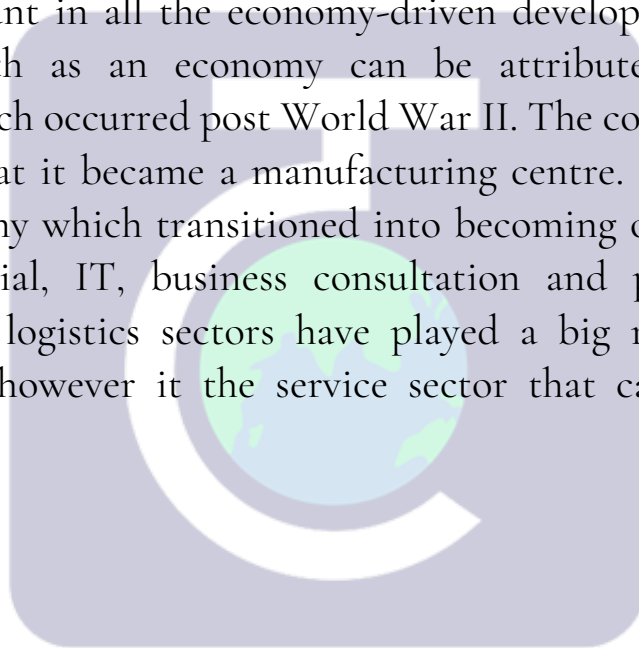 nt in all the economy-driven develop
th as an economy can be attribute
ch occurred post World War II. The co
at it became a manufacturing centre.
ny which transitioned into becoming
ial, IT, business consultation and p
logistics sectors have played a big
however it the service sector that ca